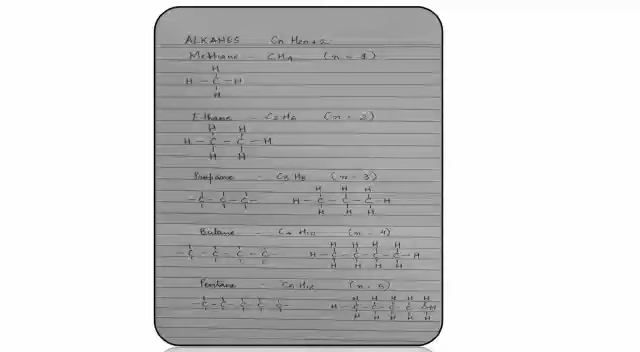 ALKANES CnH2n+2
Methane - CH4 (n - 1)
H
H - C - H
H
Ethane - C2H6 (n - 2)
H H
H - C - C - H
H H
Propane - C3H8 (n - 3)
H H H
- C - C - C - H - C - C - C - H
H H H
Butane - C4H10 (n - 4)
H H H H
- C - C - C - C - H - C - C - C - C - H
H H H H
Pentane - C5H12 (n - 5)
H H H H H
- C - C - C - C - C - H - C - C - C - C - C - H
H H H H H